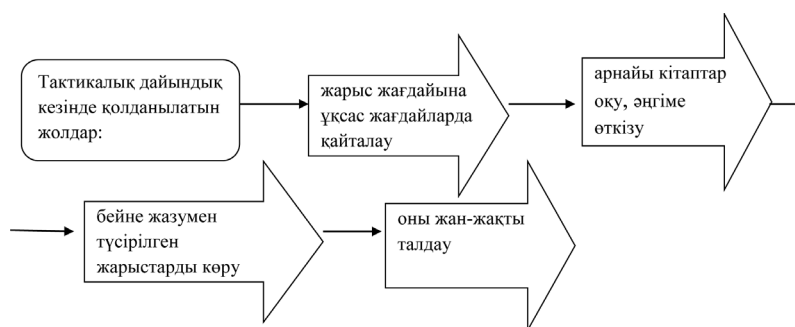 Тактикалық дайындық
кезінде қолданылатын
жолдар:
жарыс жағдайына
ұқсас жағдайларда
қайталау
арнайы кітаптар
оқу, әңгіме
өткізу
бейне жазумен
түсірілген
жарыстарды көру
оны жан-жақты
талдау